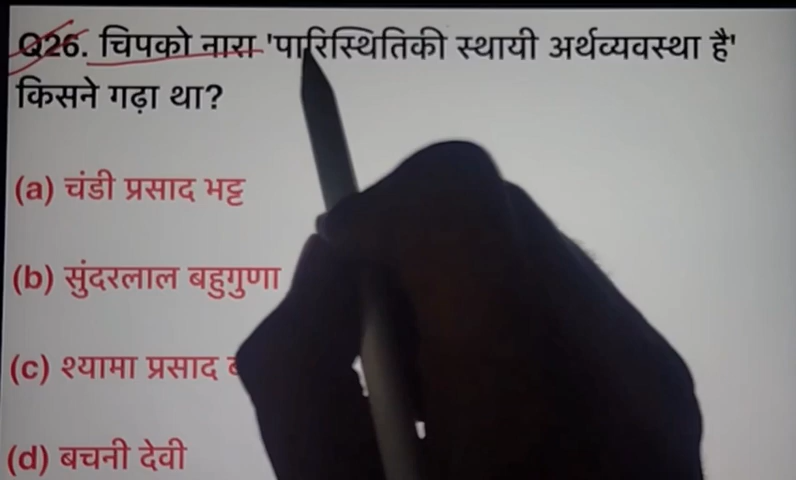 Q26. चिपको नारा 'पारिस्थितिकी स्थायी अर्थव्यवस्था है'
किसने गढ़ा था?
(a) चंडी प्रसाद भट्ट
(b) सुंदरलाल बहुगुणा
(c) श्यामा प्रसाद
(d) बचनी देवी